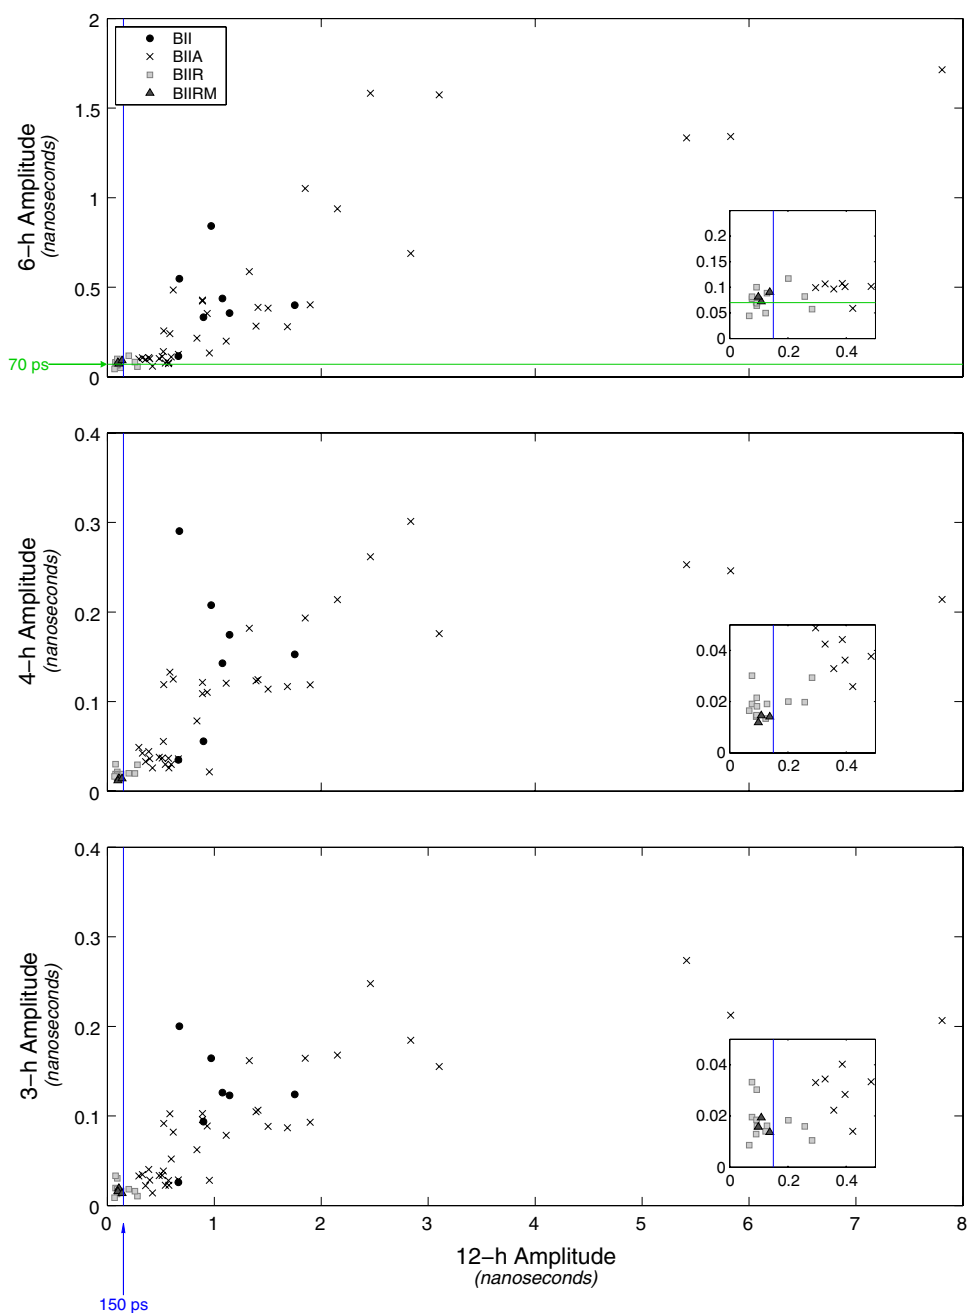 2
1.5
1
0.5
0
6−h Amplitude
(nanoseconds)
BII
BIIA
BIIR
BIIRM
70 ps
0.2
0.15
0.1
0.05
0
0 0.2 0.4
0.4
0.3
0.2
0.1
0
4−h Amplitude
(nanoseconds)
0.04
0.02
0
0 0.2 0.4
0.4
0.3
0.2
0.1
0
3−h Amplitude
(nanoseconds)
0.04
0.02
0
0 0.2 0.4
0 1 2 3 4 5 6 7 8
12−h Amplitude
(nanoseconds)
150 ps